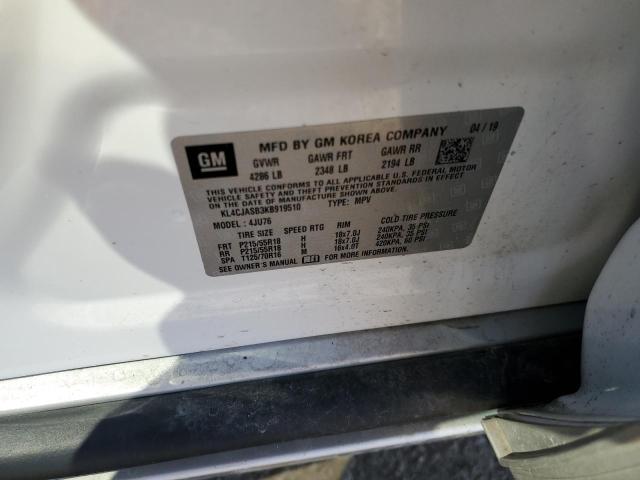 GM
MFD BY GM KOREA COMPANY 04/19
GVWR GAWR FRT GAWR RR
4286 LB 2348 LB 2194 LB
THIS VEHICLE CONFORMS TO ALL APPLICABLE U.S. FEDERAL MOTOR
VEHICLE SAFETY AND THEFT PREVENTION STANDARDS IN EFFECT
ON THE DATE OF MANUFACTURE SHOWN ABOVE.
KL4CJASB3KB919510 TYPE: MPV
MODEL: 4JU76
TIRE SIZE SPEED RTG RIM COLD TIRE PRESSURE
FRT P215/55R18 H 18x7.0J 240KPA, 35 PSI
RR P215/55R18 H 18x7.0J 240KPA, 35 PSI
SPA T125/70R16 M 16x4.0T 420KPA, 60 PSI
SEE OWNER'S MANUAL FOR MORE INFORMATION.